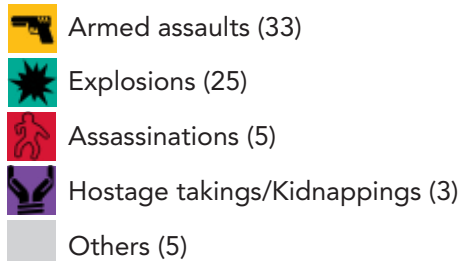 Armed assaults (33)
Explosions (25)
Assassinations (5)
Hostage takings/Kidnappings (3)
Others (5)